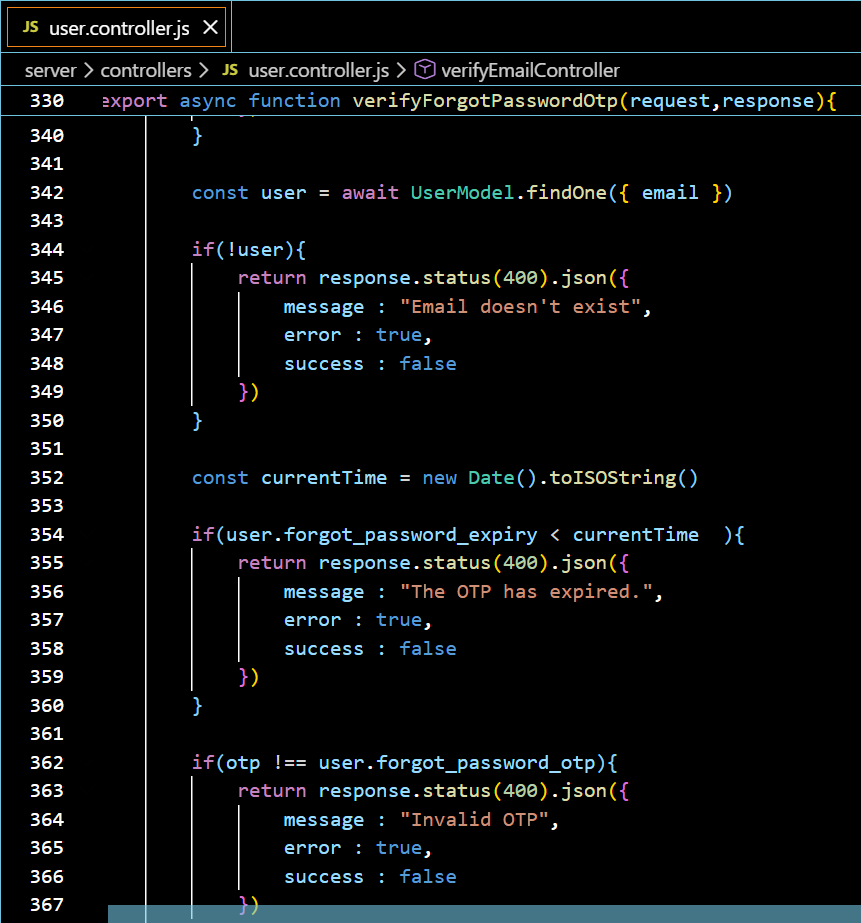 JS user.controller.js ×
server > controllers > JS user.controller.js > verifyEmailController
330 export async function verifyForgotPasswordOtp(request,response){
340 }
341
342 const user = await UserModel.findOne({ email })
343
344 if(!user){
345 return response.status(400).json({
346 message : "Email doesn't exist",
347 error : true,
348 success : false
349 })
350 }
351
352 const currentTime = new Date().toISOString()
353
354 if(user.forgot_password_expiry < currentTime  ){
355 return response.status(400).json({
356 message : "The OTP has expired.",
357 error : true,
358 success : false
359 })
360 }
361
362 if(otp !== user.forgot_password_otp){
363 return response.status(400).json({
364 message : "Invalid OTP",
365 error : true,
366 success : false
367 })